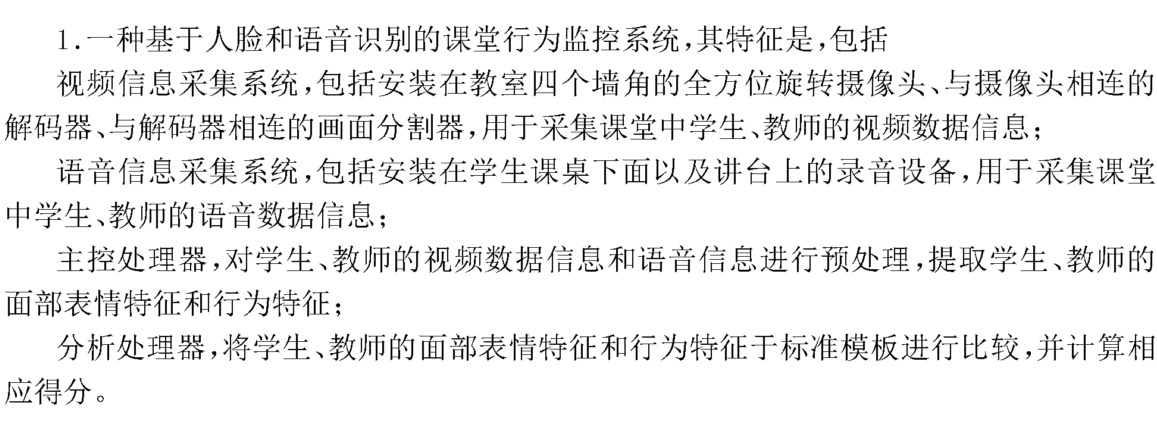 1.一种基于人脸和语音识别的课堂行为监控系统,其特征是,包括
视频信息采集系统,包括安装在教室四个墙角的全方位旋转摄像头、与摄像头相连的
解码器、与解码器相连的画面分割器,用于采集课堂中学生、教师的视频数据信息;
语音信息采集系统,包括安装在学生课桌下面以及讲台上的录音设备,用于采集课堂
中学生、教师的语音数据信息;
主控处理器,对学生、教师的视频数据信息和语音信息进行预处理,提取学生、教师的
面部表情特征和行为特征;
分析处理器,将学生、教师的面部表情特征和行为特征于标准模板进行比较,并计算相
应得分。